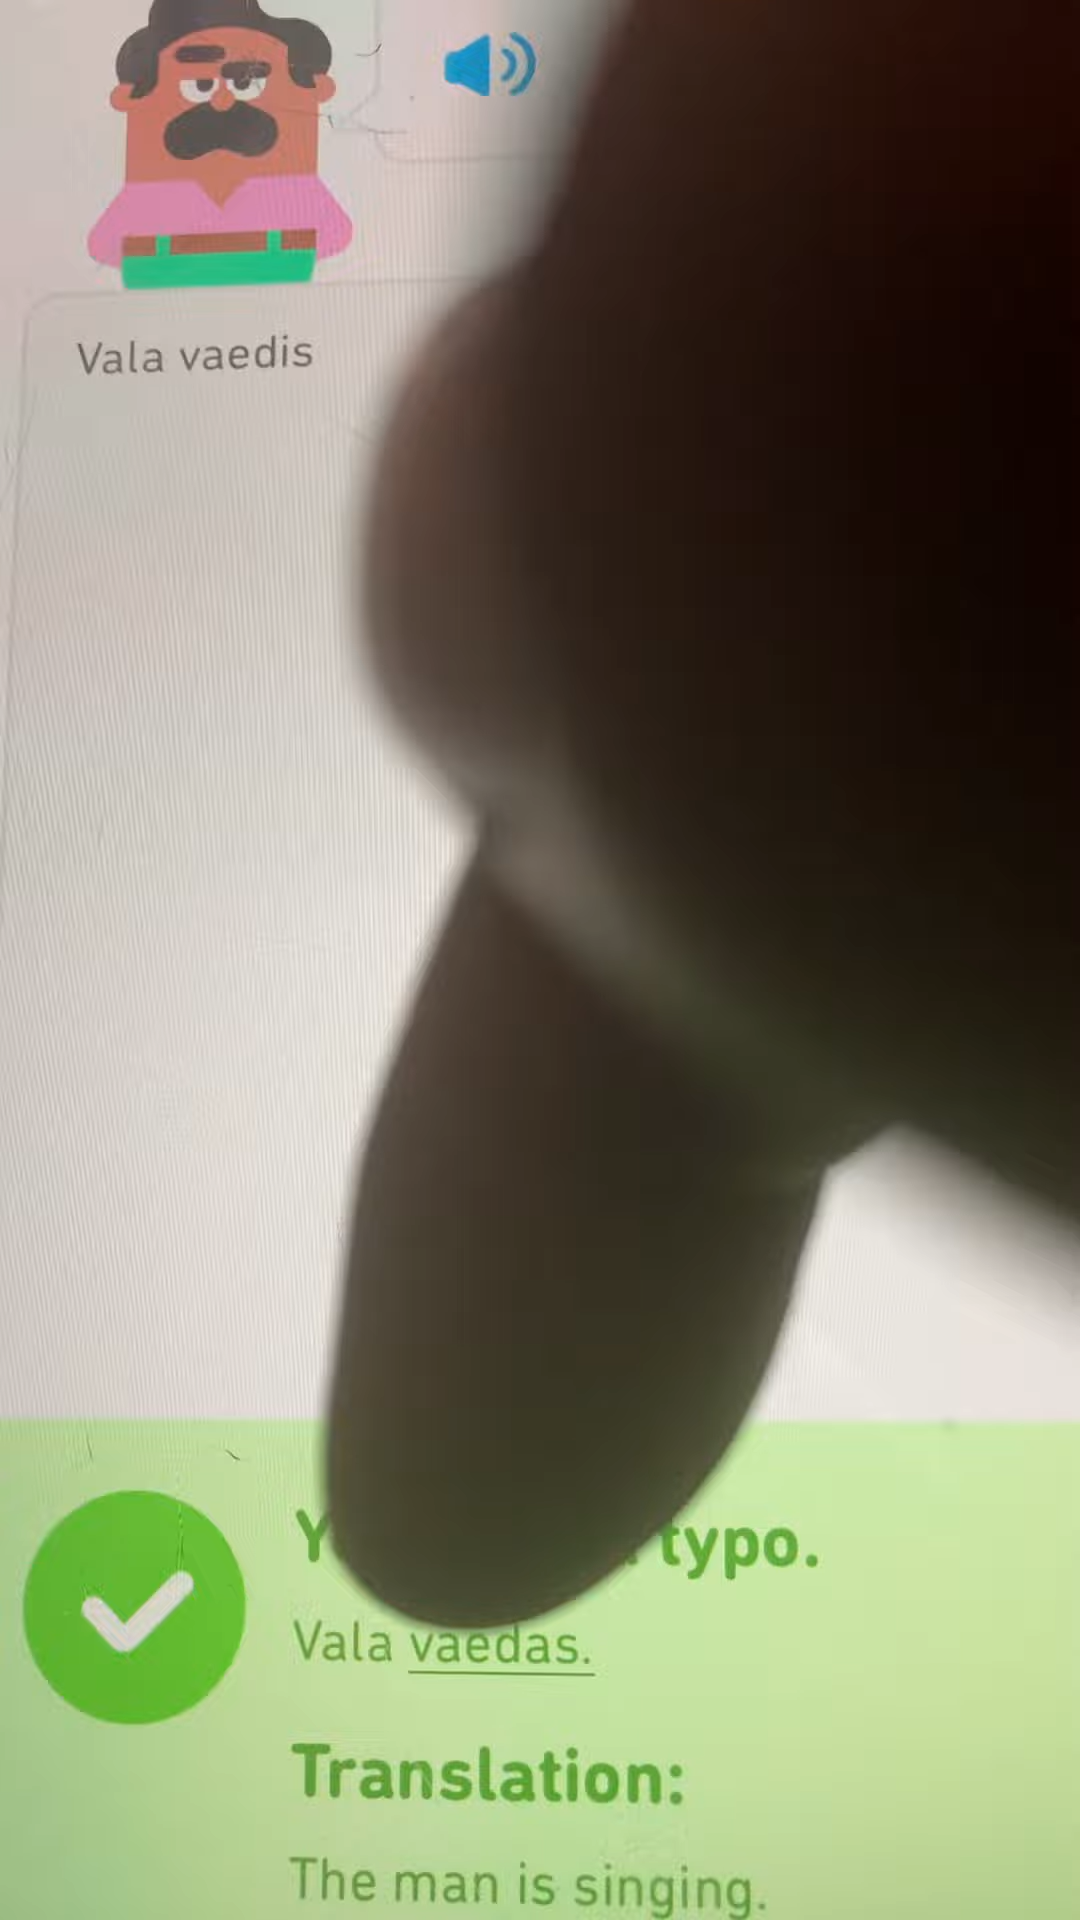 Vala vaedis
typo.
Vala vaedas.
Translation:
The man is singing.